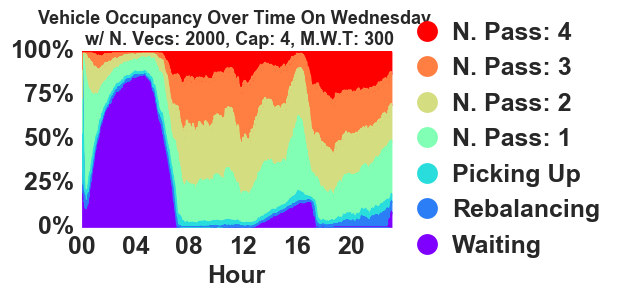 Vehicle Occupancy Over Time On Wednesday
w/ N. Vecs: 2000, Cap: 4, M.W.T: 300
100%
75%
50%
25%
0%
00 04 08 12 16 20
Hour
N. Pass: 4
N. Pass: 3
N. Pass: 2
N. Pass: 1
Picking Up
Rebalancing
Waiting